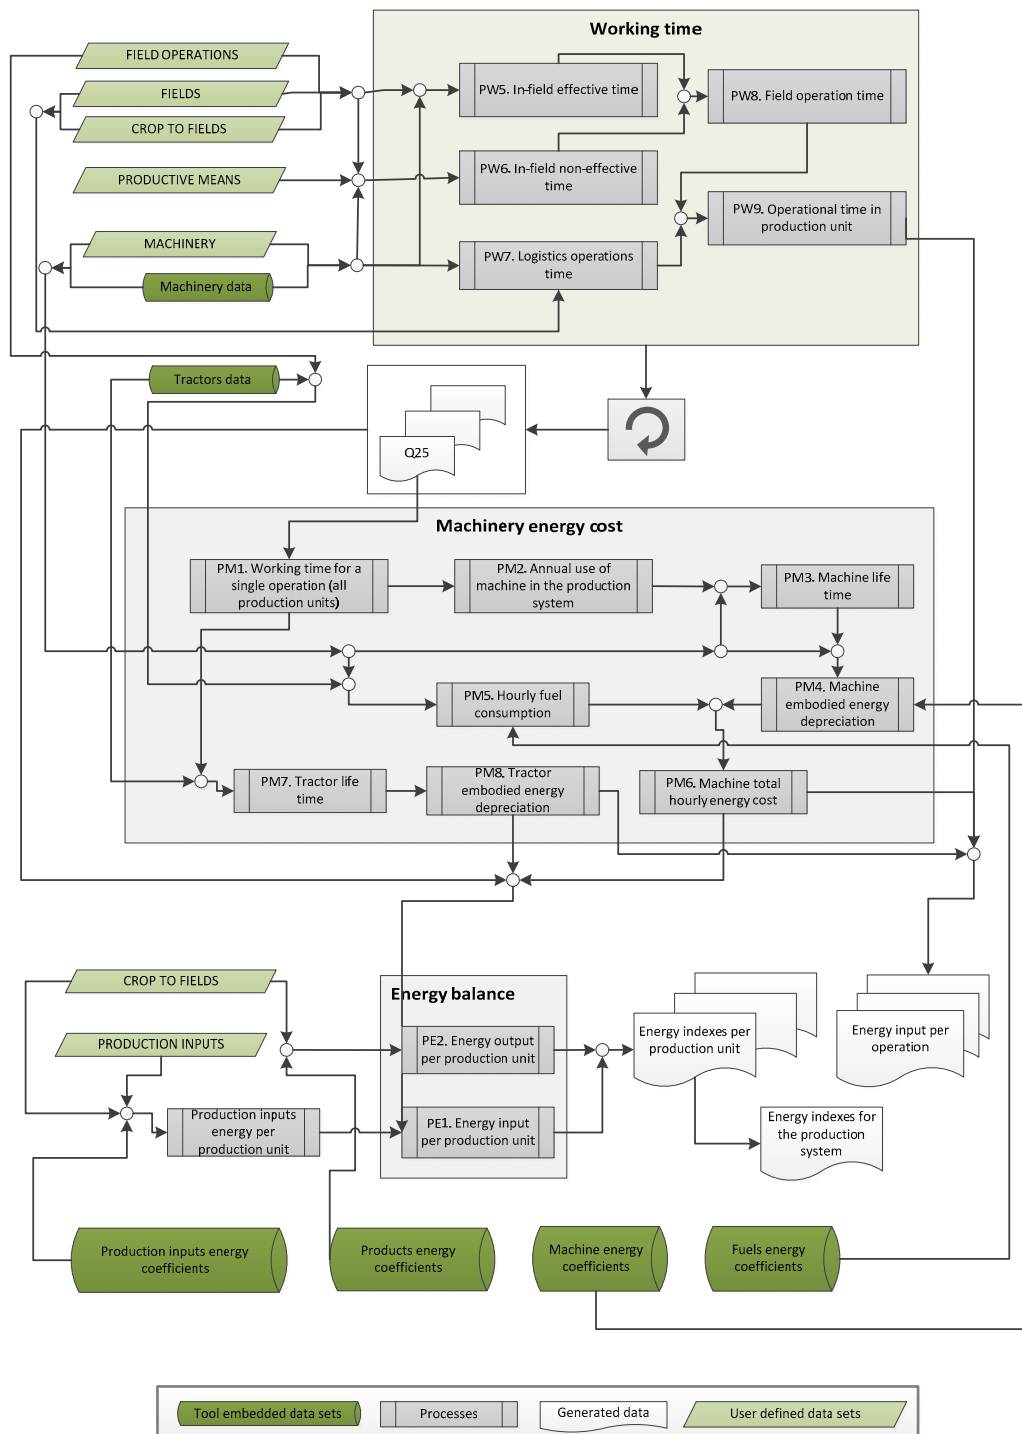 Working time
FIELD OPERATIONS
FIELDS
CROP TO FIELDS
PRODUCTIVE MEANS
MACHINERY
Machinery data
PW5. In-field effective time
PW6. In-field non-effective
time
PW7. Logistics operations
time
PW8. Field operation time
PW9. Operational time in
production unit
Tractors data
Q25
Machinery energy cost
PM1. Working time for a
single operation (all
production units)
PM2. Annual use of
machine in the production
system
PM3. Machine life
time
PM5. Hourly fuel
consumption
PM4. Machine
embodied energy
depreciation
PM7. Tractor life
time
PM8. Tractor
embodied energy
depreciation
PM6. Machine total
hourly energy cost
CROP TO FIELDS
PRODUCTION INPUTS
Production inputs
energy per
production unit
Energy balance
PE2. Energy output
per production unit
PE1. Energy input
per production unit
Energy indexes per
production unit
Energy input per
operation
Energy indexes for
the production
system
Production inputs energy
coefficients
Products energy
coefficients
Machine energy
coefficients
Fuels energy
coefficients
Tool embedded data sets
Processes
Generated data
User defined data sets